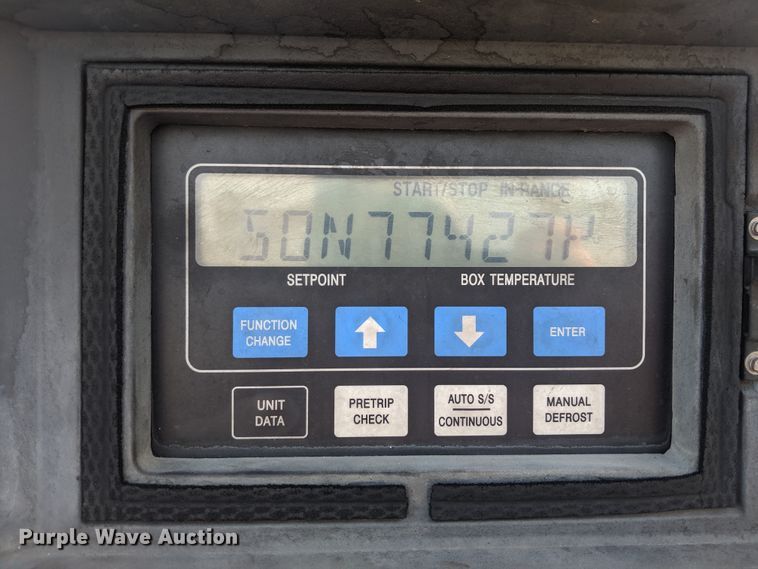 START/STOP IN-RANGE
SETPOINT BOX TEMPERATURE
FUNCTION
CHANGE
ENTER
UNIT
DATA
PRETRIP
CHECK
AUTO S/S
CONTINUOUS
MANUAL
DEFROST
Purple Wave Auction